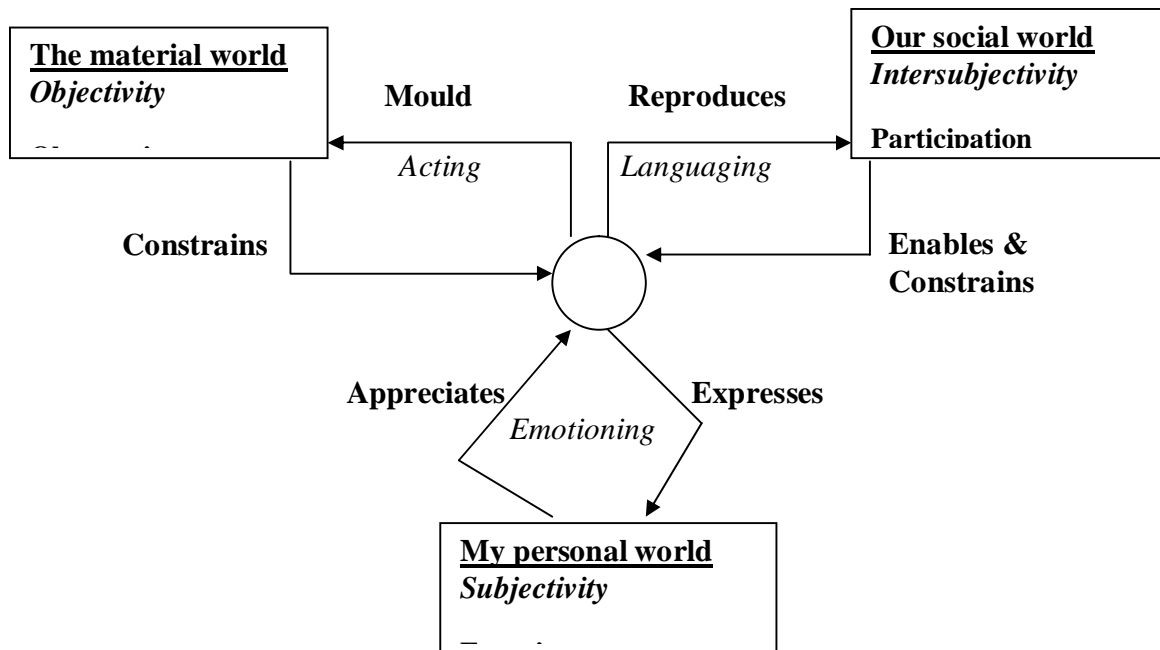 The material world
Objectivity
Our social world
Intersubjectivity
Participation
Mould
Reproduces
Acting
Languaging
Constrains
Enables &
Constrains
Appreciates
Expresses
Emotioning
My personal world
Subjectivity